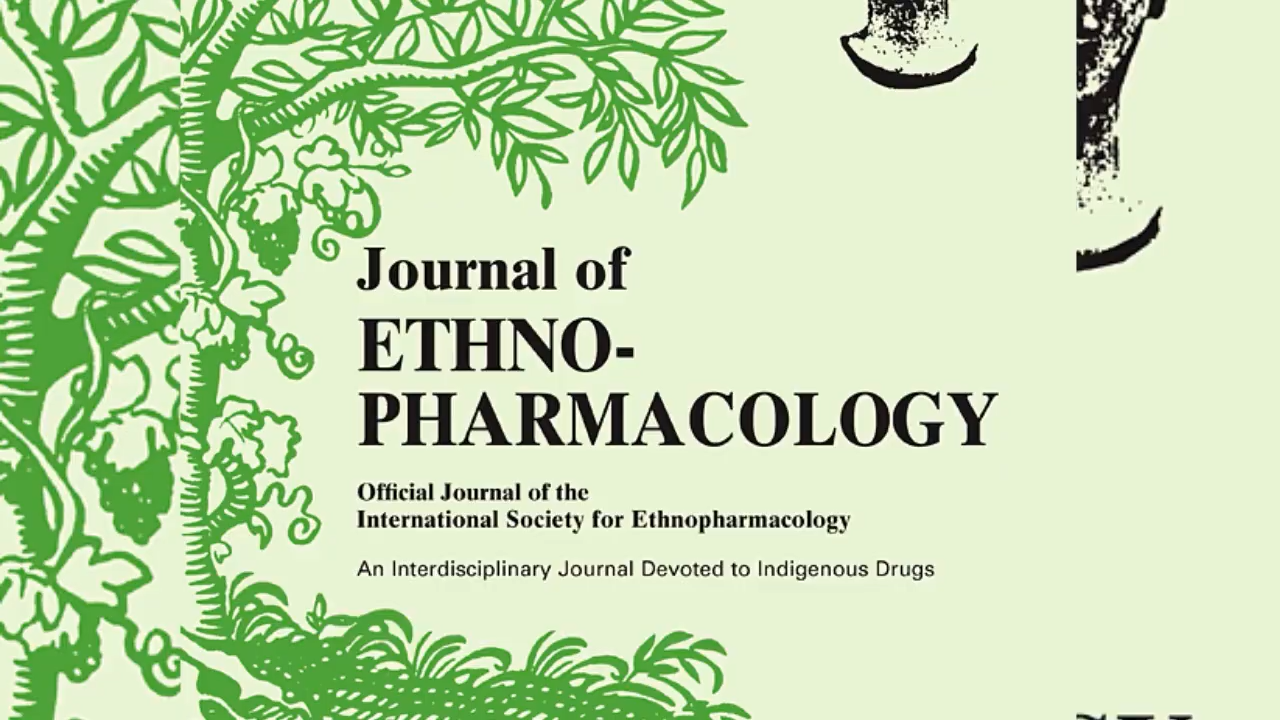 Journal of
ETHNO-
PHARMACOLOGY
Official Journal of the
International Society for Ethnopharmacology
An Interdisciplinary Journal Devoted to Indigenous Drugs